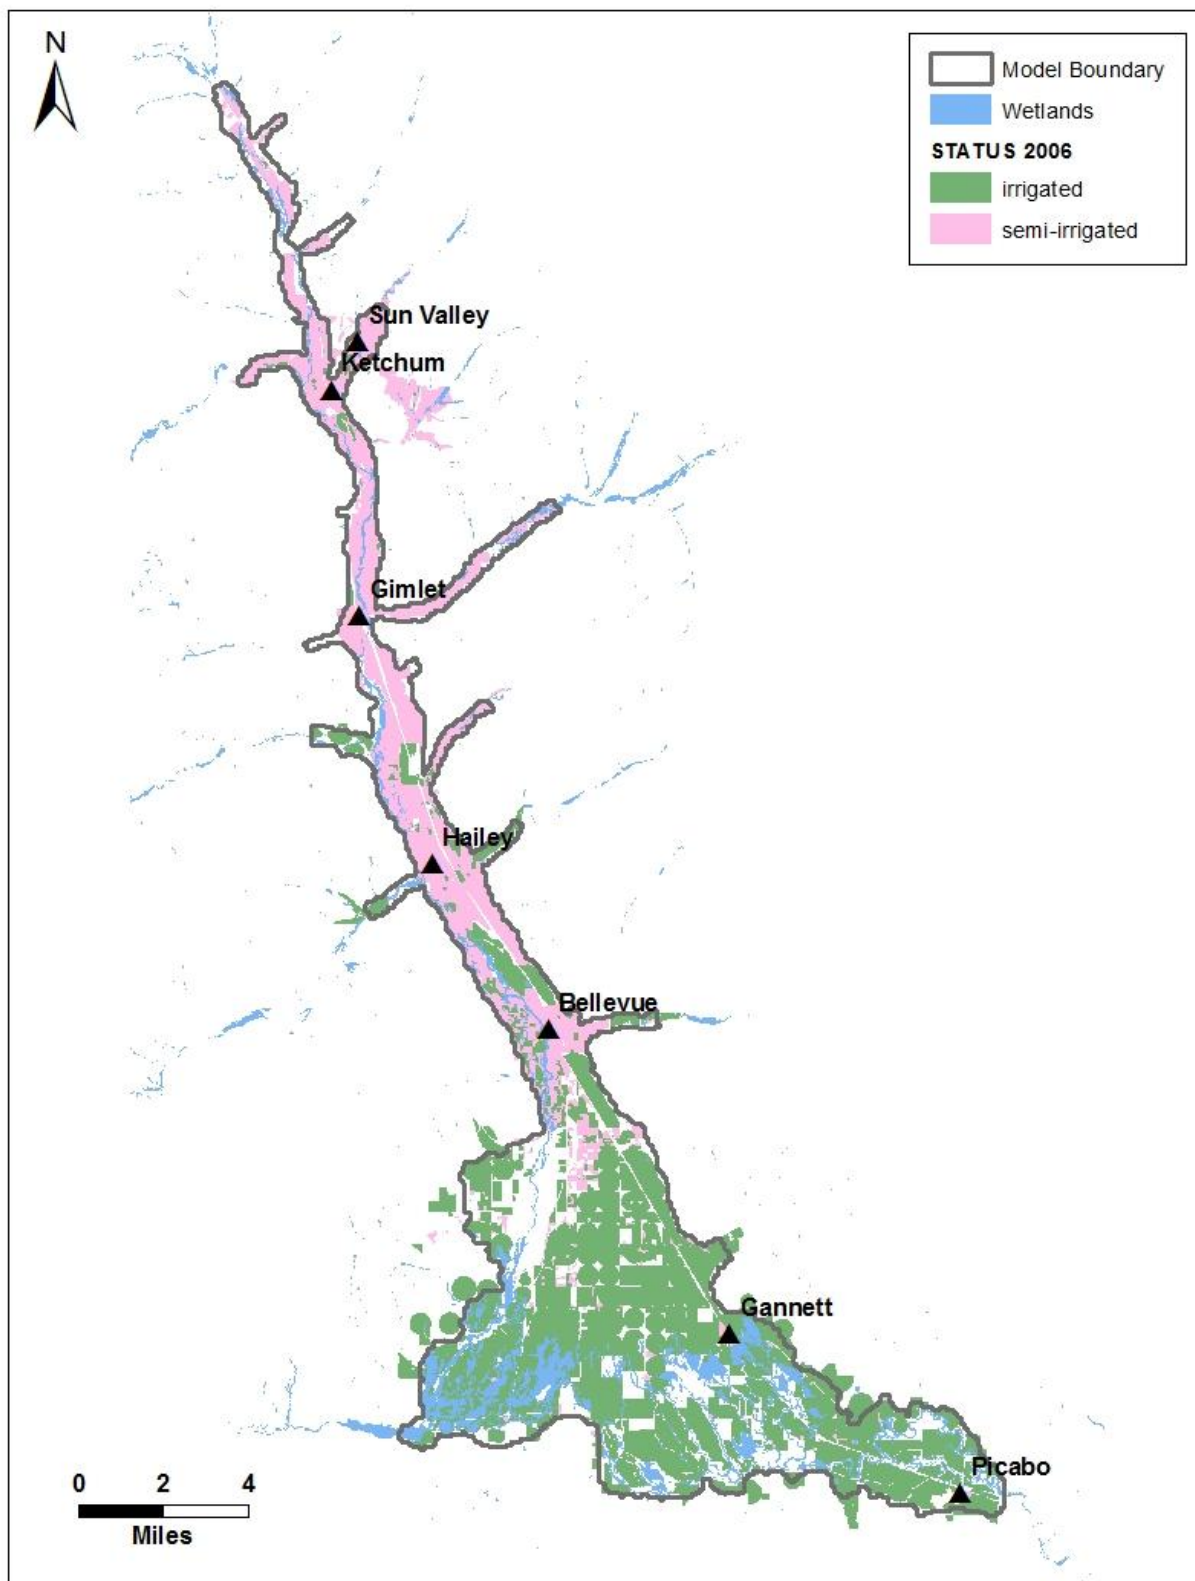 N
Model Boundary
Wetlands
STATUS 2006
irrigated
semi-irrigated
Sun Valley
Ketchum
Gimlet
Hailey
Bellevue
Gannett
Picabo
0 2 4
Miles